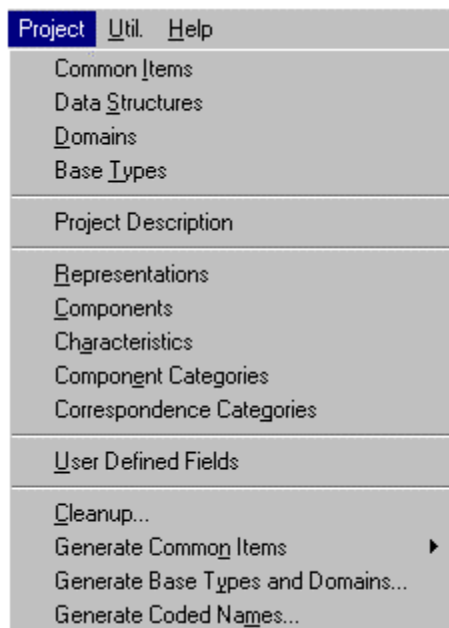 Project Util. Help
Common Items
Data Structures
Domains
Base Types
Project Description
Representations
Components
Characteristics
Component Categories
Correspondence Categories
User Defined Fields
Cleanup...
Generate Common Items
Generate Base Types and Domains...
Generate Coded Names...